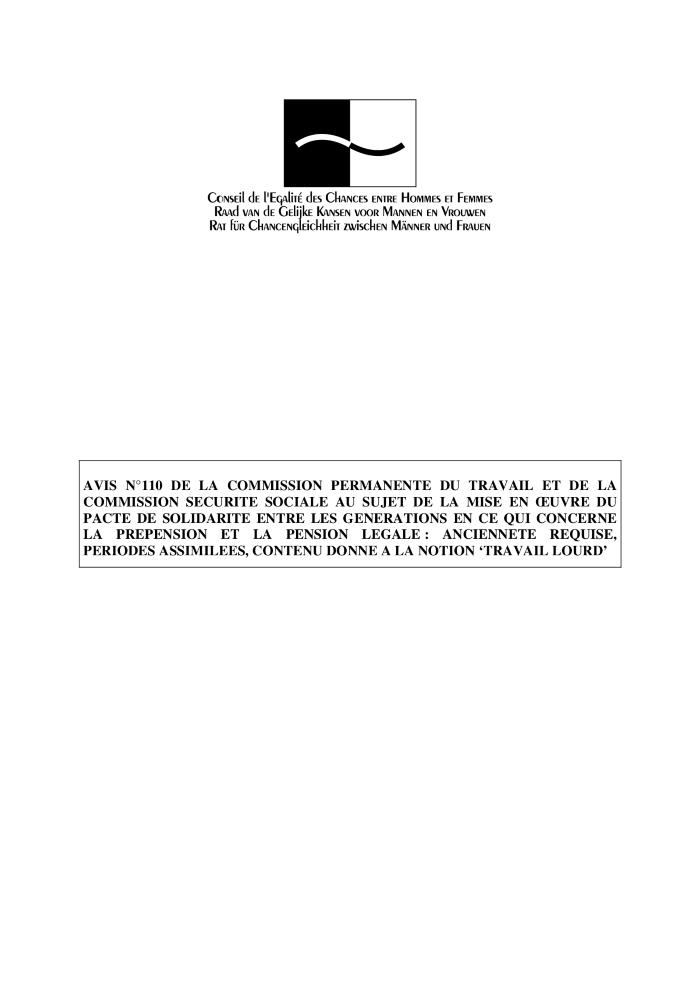 Conseil de l'Egalité des Chances entre Hommes et Femmes
Raad van de Gelijke Kansen voor Mannen en Vrouwen
Rat für Chancengleichheit zwischen Männer und Frauen
AVIS N°110 DE LA COMMISSION PERMANENTE DU TRAVAIL ET DE LA
COMMISSION SECURITE SOCIALE AU SUJET DE LA MISE EN ŒUVRE DU
PACTE DE SOLIDARITE ENTRE LES GENERATIONS EN CE QUI CONCERNE
LA PREPENSION ET LA PENSION LEGALE : ANCIENNETE REQUISE,
PERIODES ASSIMILEES, CONTENU DONNE A LA NOTION ‘TRAVAIL LOURD’